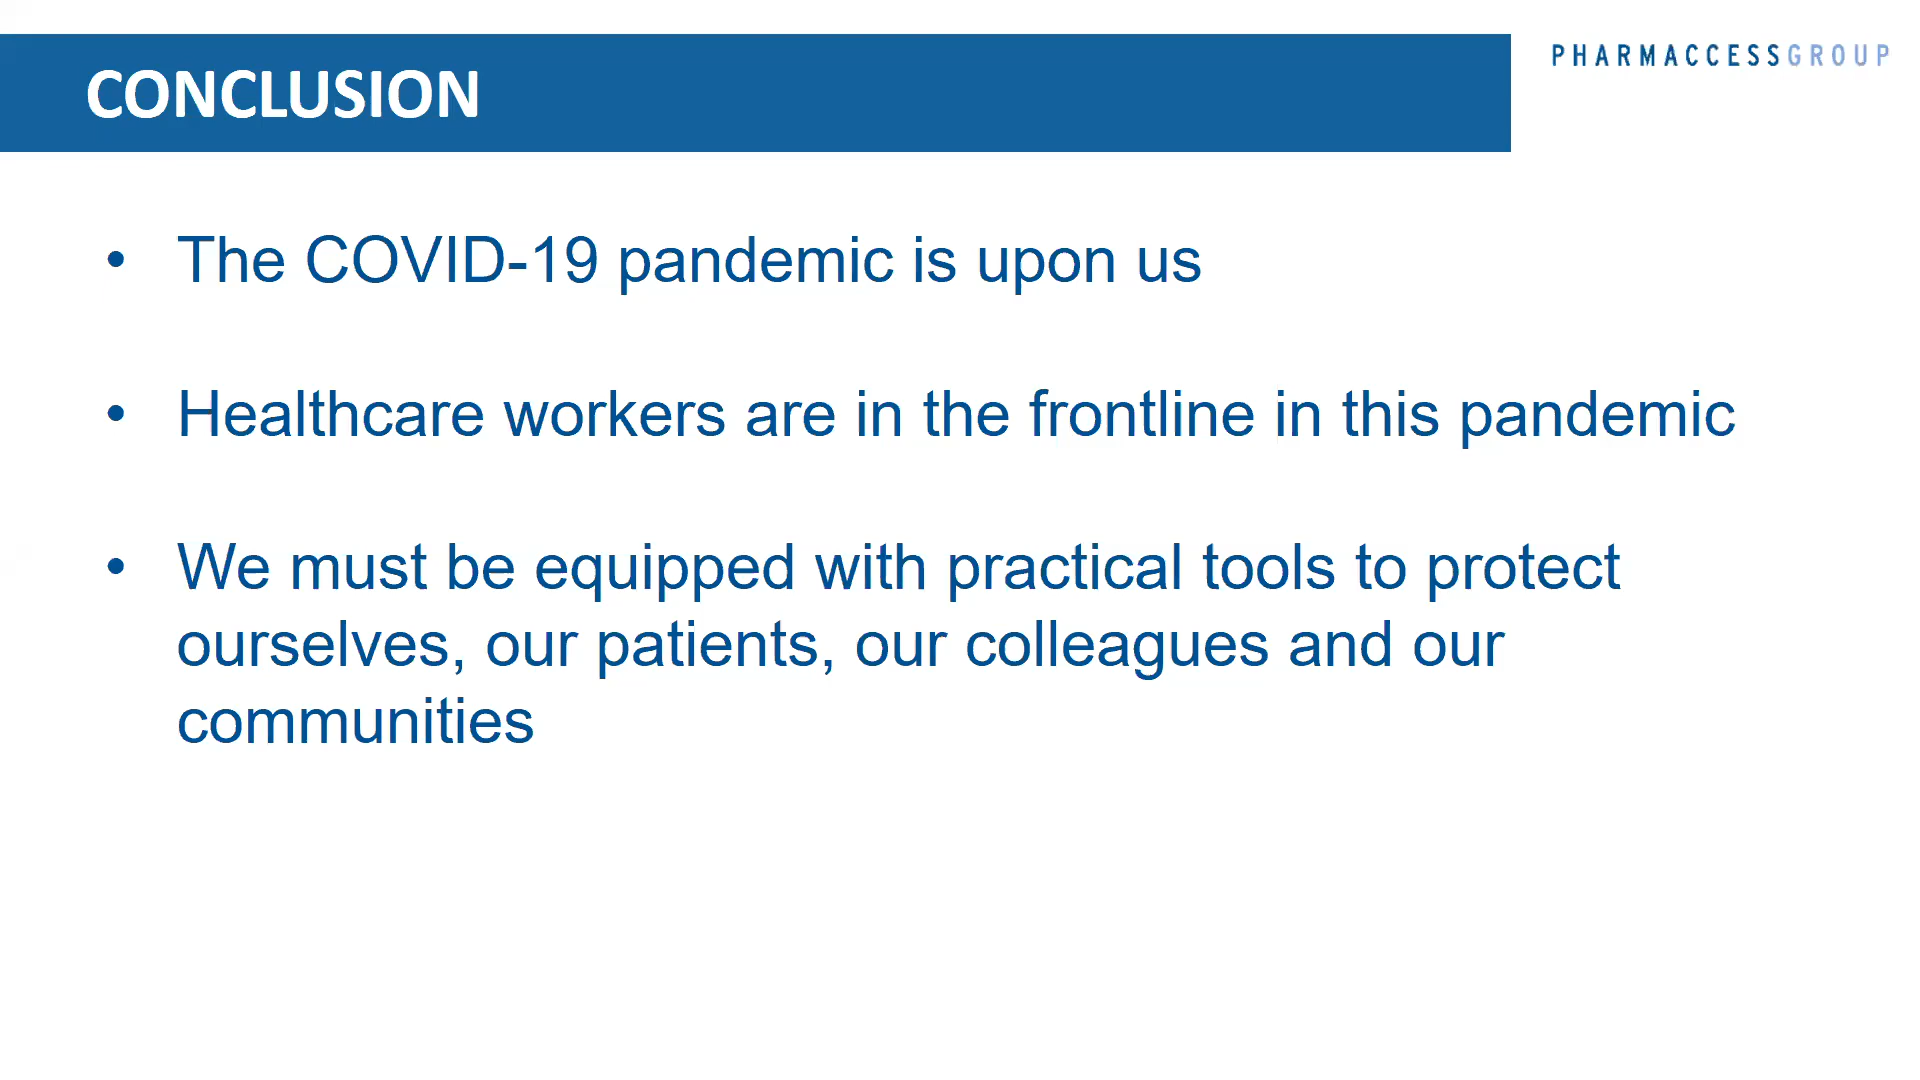 CONCLUSION
PHARMACCESSGROUP
• The COVID-19 pandemic is upon us
• Healthcare workers are in the frontline in this pandemic
• We must be equipped with practical tools to protect
ourselves, our patients, our colleagues and our
communities